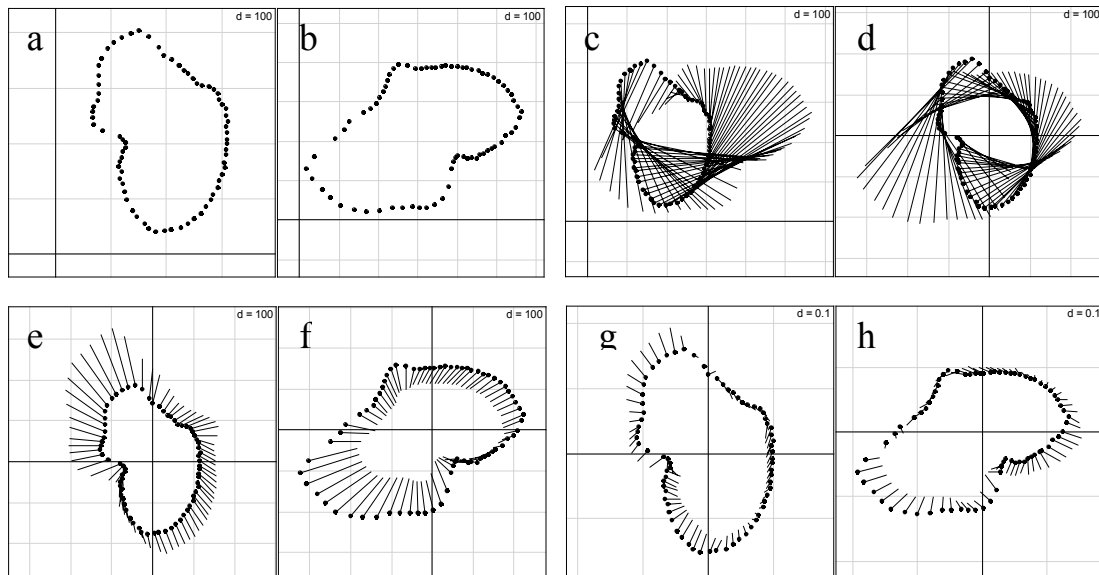 a
d = 100
b
d = 100
c
d = 100
d
d = 100
e
d = 100
f
d = 100
g
d = 0.1
h
d = 0.1